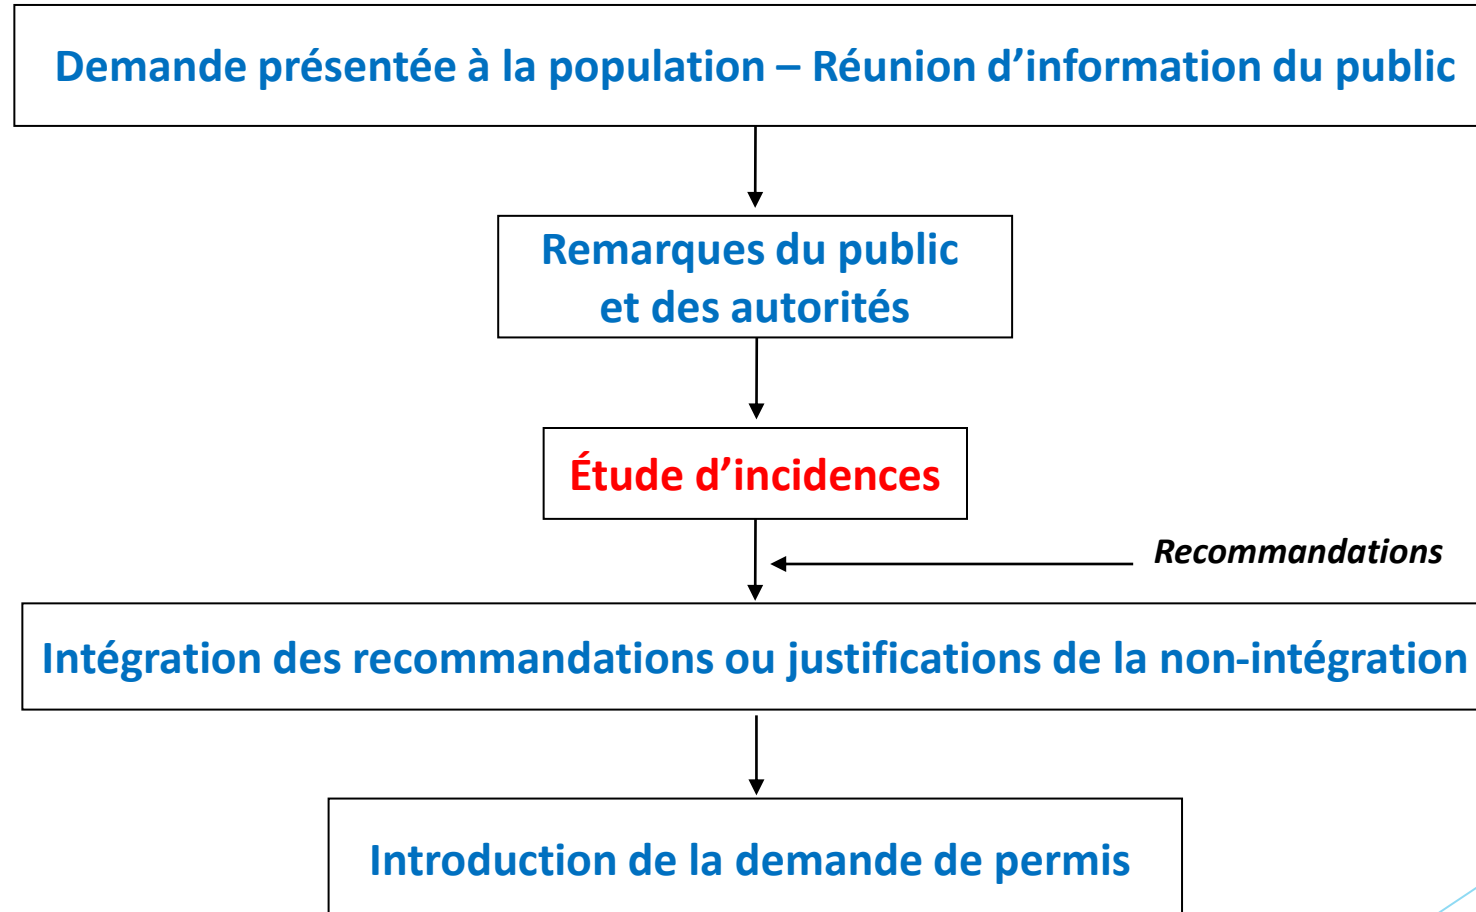 Demande présentée à la population – Réunion d’information du public
Remarques du public
et des autorités
Étude d’incidences
Recommandations
Intégration des recommandations ou justifications de la non-intégration
Introduction de la demande de permis